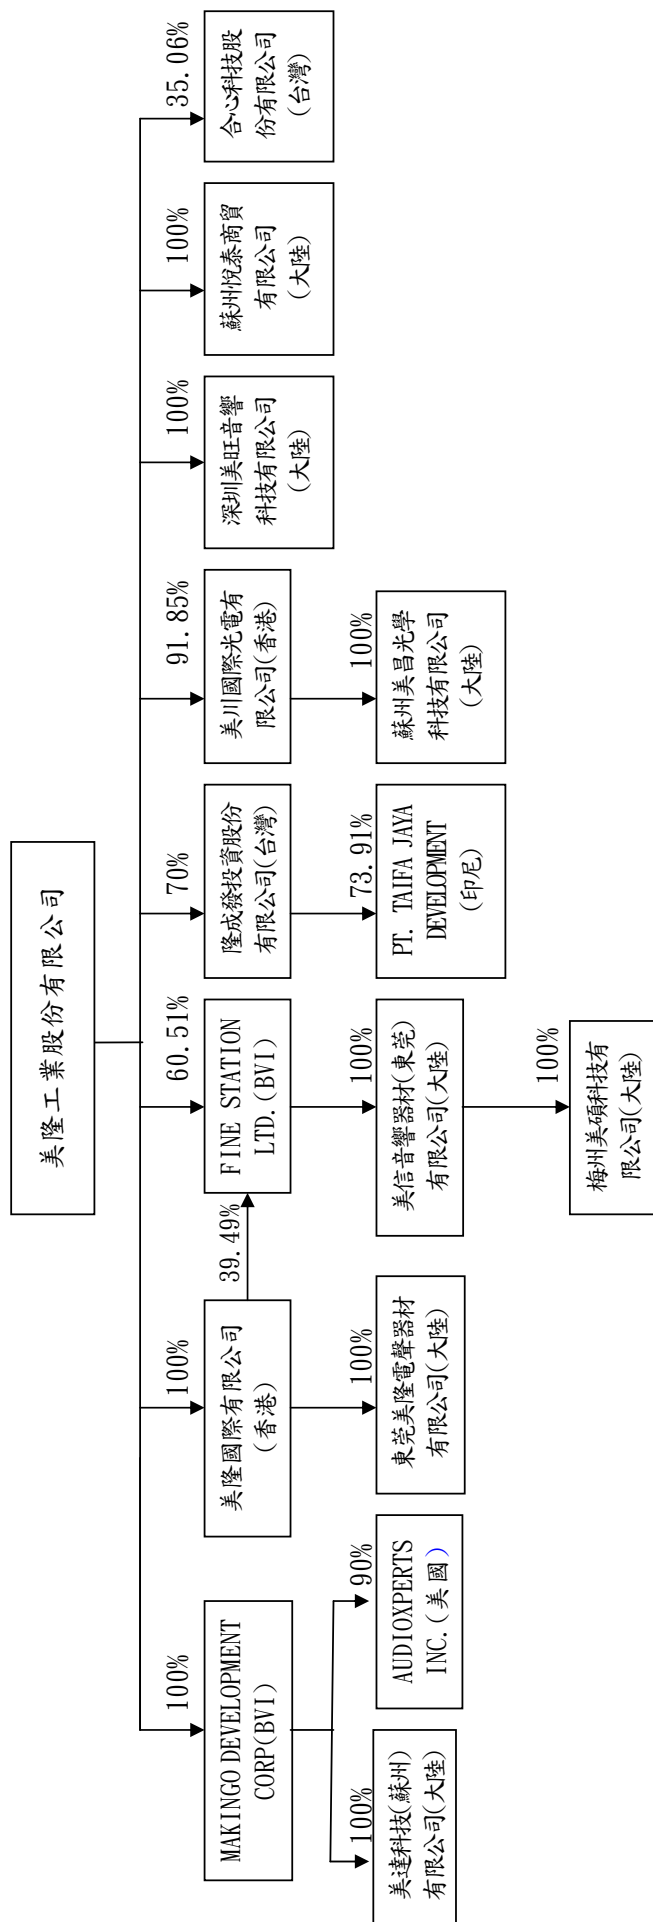 美隆工業股份有限公司
100%
100%
60.51%
70%
91.85%
100%
100%
35.06%
MAKINGO DEVELOPMENT
CORP(BVI)
美隆國際有限公司
(香港)
39.49%
FINE STATION
LTD.(BVI)
隆成發投資股份
有限公司(台灣)
美川國際光電有
限公司(香港)
深圳美旺音響
科技有限公司
(大陸)
蘇州悅泰商貿
有限公司
(大陸)
合心科技股
份有限公司
(台灣)
100%
90%
100%
100%
73.91%
100%
美達科技(蘇州)
有限公司(大陸)
AUDIOXPERTS
INC.(美國)
東莞美隆電聲器材
有限公司(大陸)
美信音響器材(東莞)
有限公司(大陸)
PT. TAIFA JAYA
DEVELOPMENT
(印尼)
蘇州美昌光學
科技有限公司
(大陸)
100%
梅州美碩科技有
限公司(大陸)